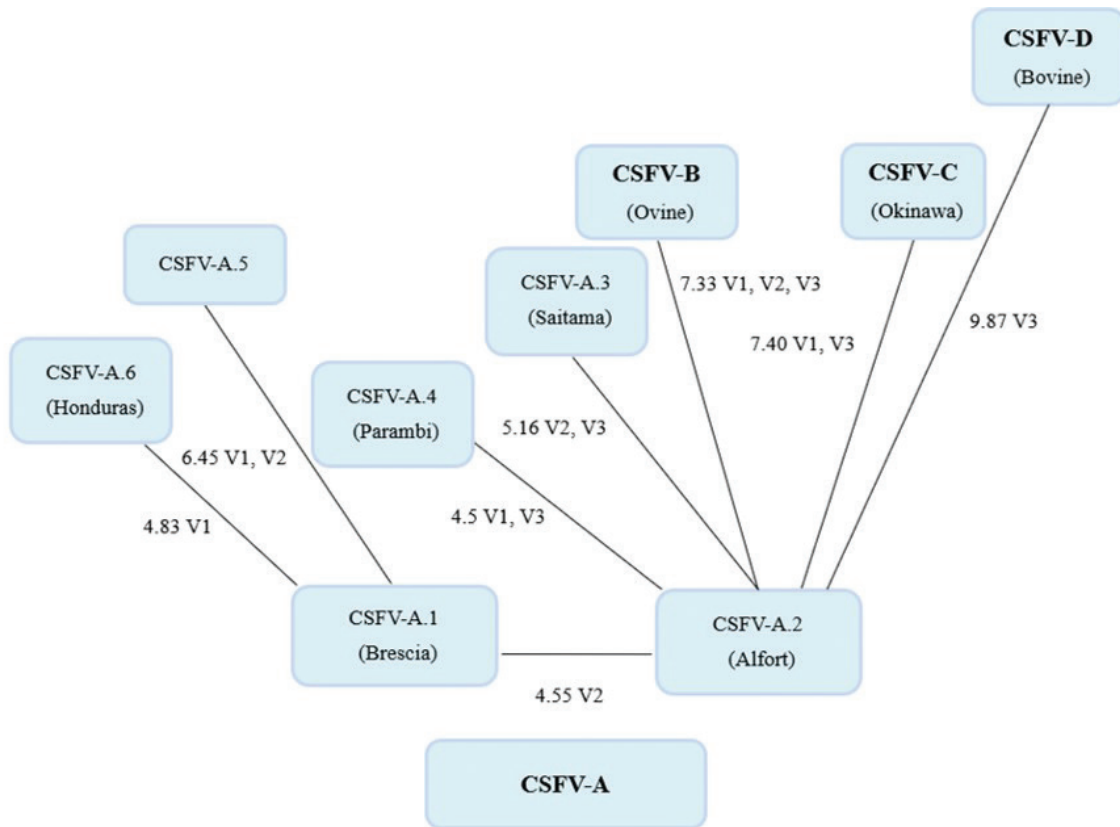 CSFV-D
(Bovine)
CSFV-B
(Ovine)
CSFV-C
(Okinawa)
CSFV-A.5
CSFV-A.3
(Saitama)
7.33 V1, V2, V3
9.87 V3
7.40 V1, V3
CSFV-A.6
(Honduras)
CSFV-A.4
(Parambi)
5.16 V2, V3
6.45 V1, V2
4.83 V1
4.5 V1, V3
CSFV-A.1
(Brescia)
CSFV-A.2
(Alfort)
4.55 V2
CSFV-A